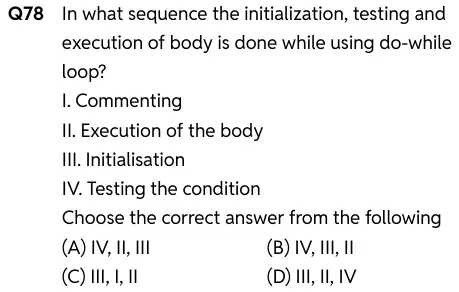 Q78 In what sequence the initialization, testing and
execution of body is done while using do-while
loop?
I. Commenting
II. Execution of the body
III. Initialisation
IV. Testing the condition
Choose the correct answer from the following
(A) IV, II, III (B) IV, III, II
(C) III, I, II (D) III, II, IV